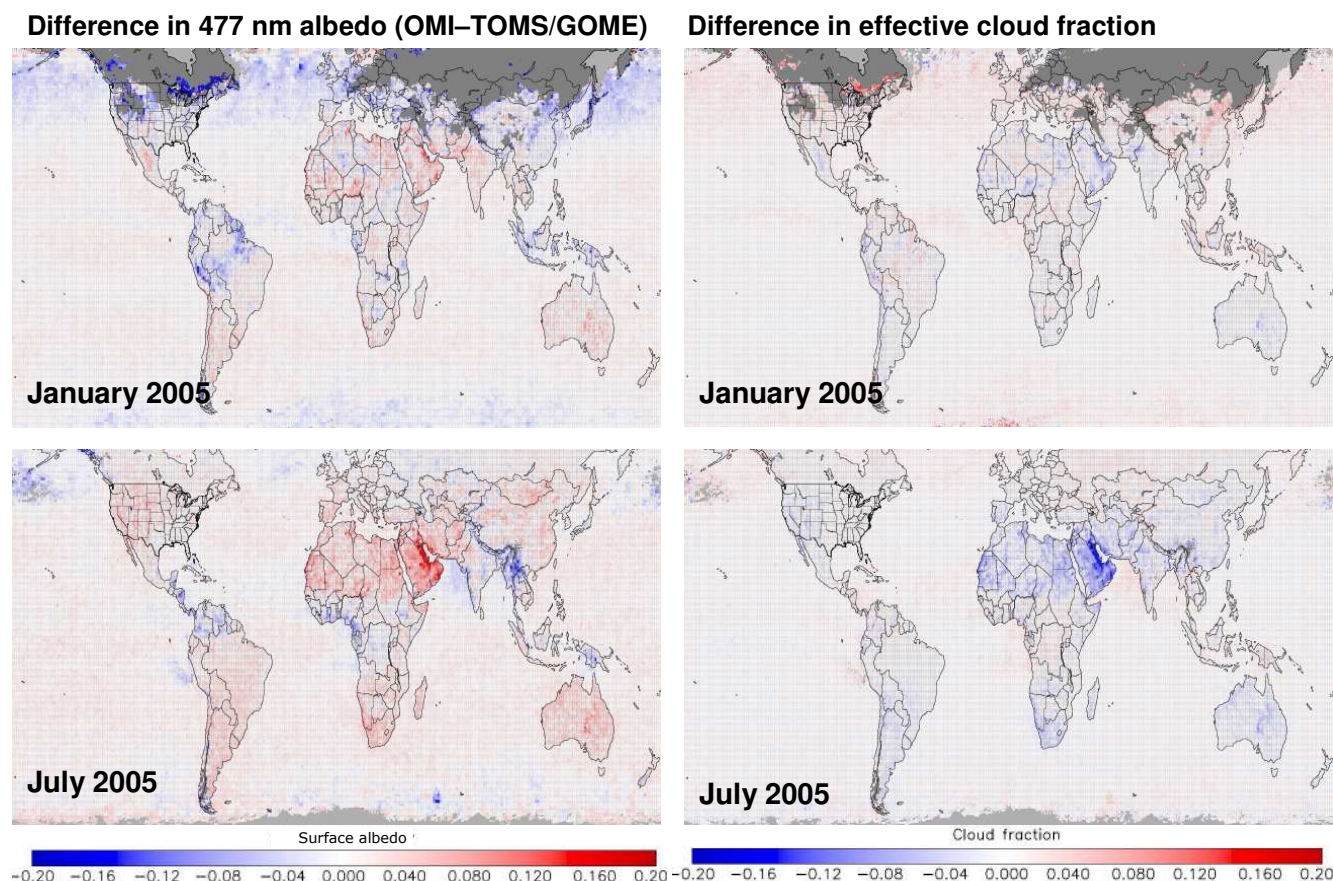 Difference in 477 nm albedo (OMI–TOMS/GOME)
Difference in effective cloud fraction
January 2005
January 2005
July 2005
July 2005
Surface albedo
Cloud fraction
−0.20 −0.16 −0.12 −0.08 −0.04 0.000 0.040 0.080 0.120 0.160 0.20
−0.20 −0.16 −0.12 −0.08 −0.04 0.000 0.040 0.080 0.120 0.160 0.20